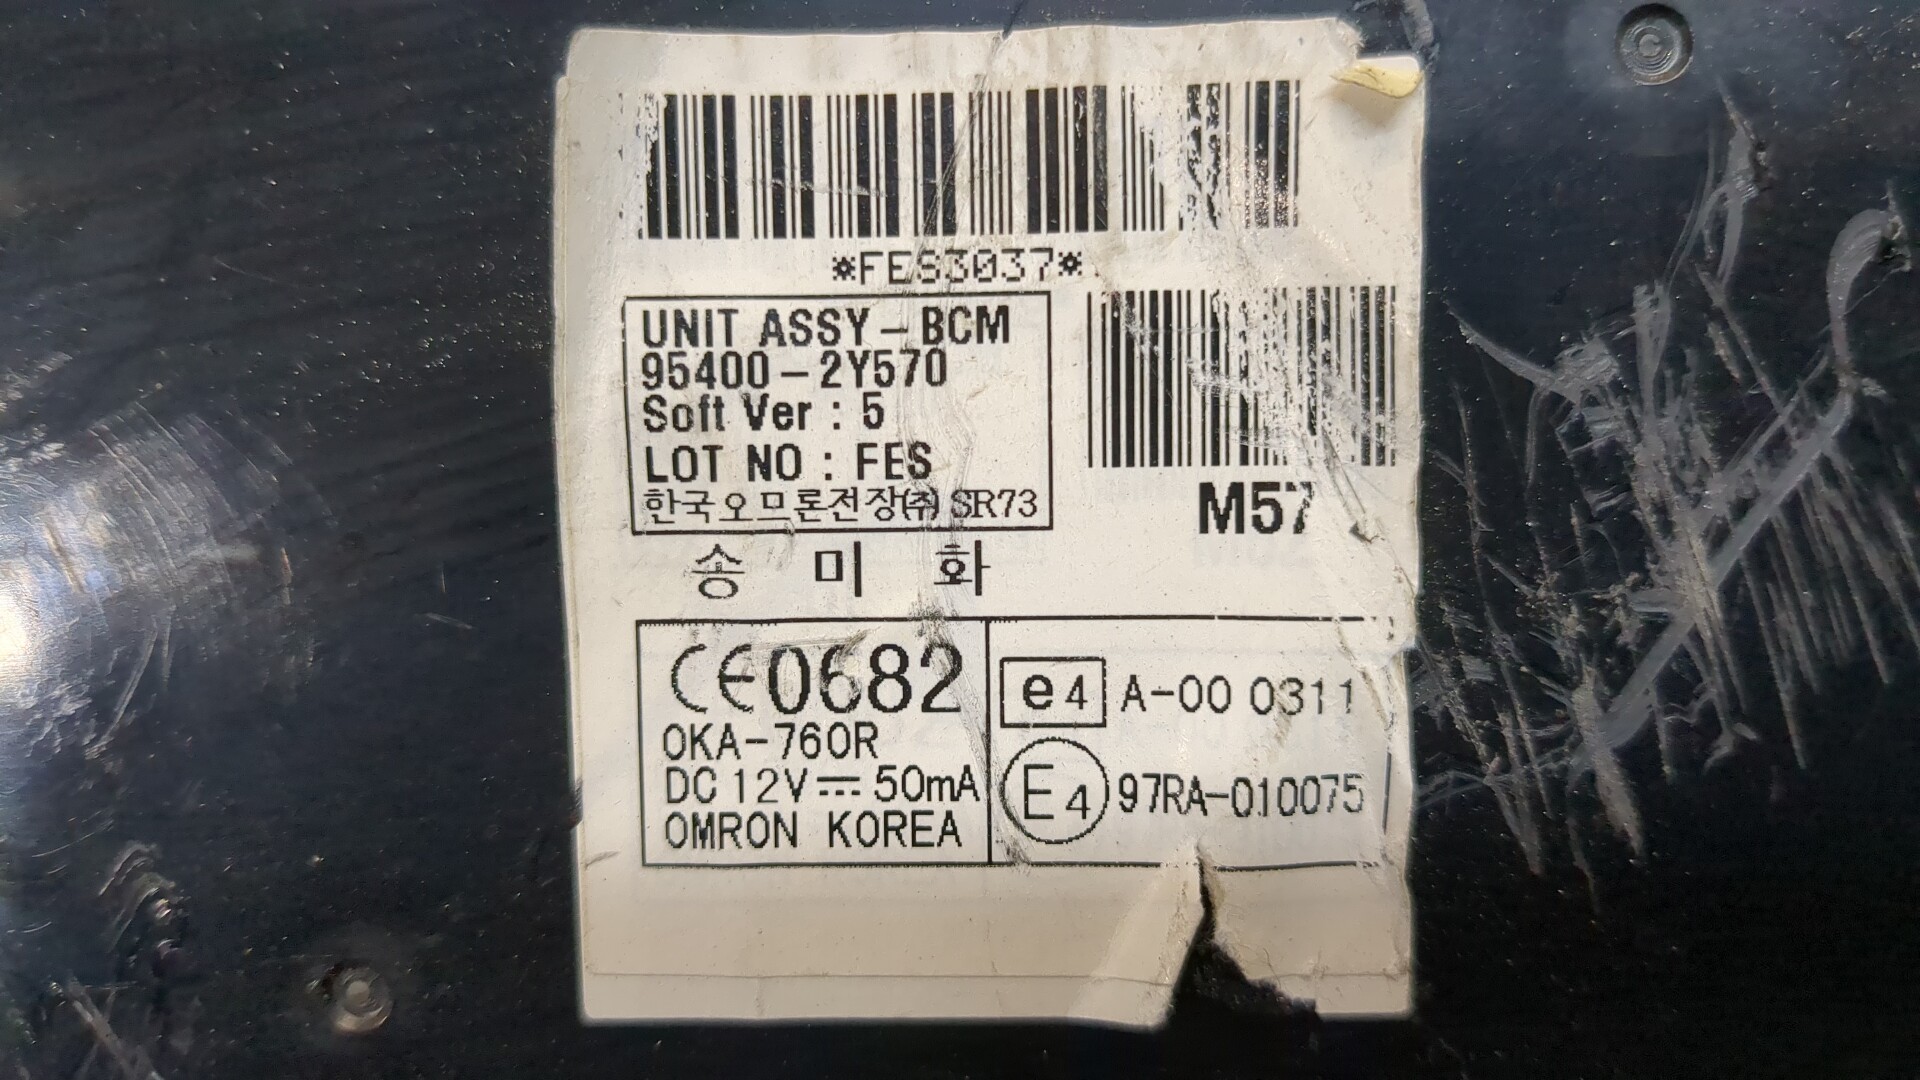 *FES3037*
UNIT ASSY-BCM
95400-2Y570
Soft Ver : 5
LOT NO : FES
한국오므론전장(주) SR73
M57
송 미 화
CE0682
OKA-760R
DC 12V⎓50mA
OMRON KOREA
e4 A-00 0311
E4 97RA-010075